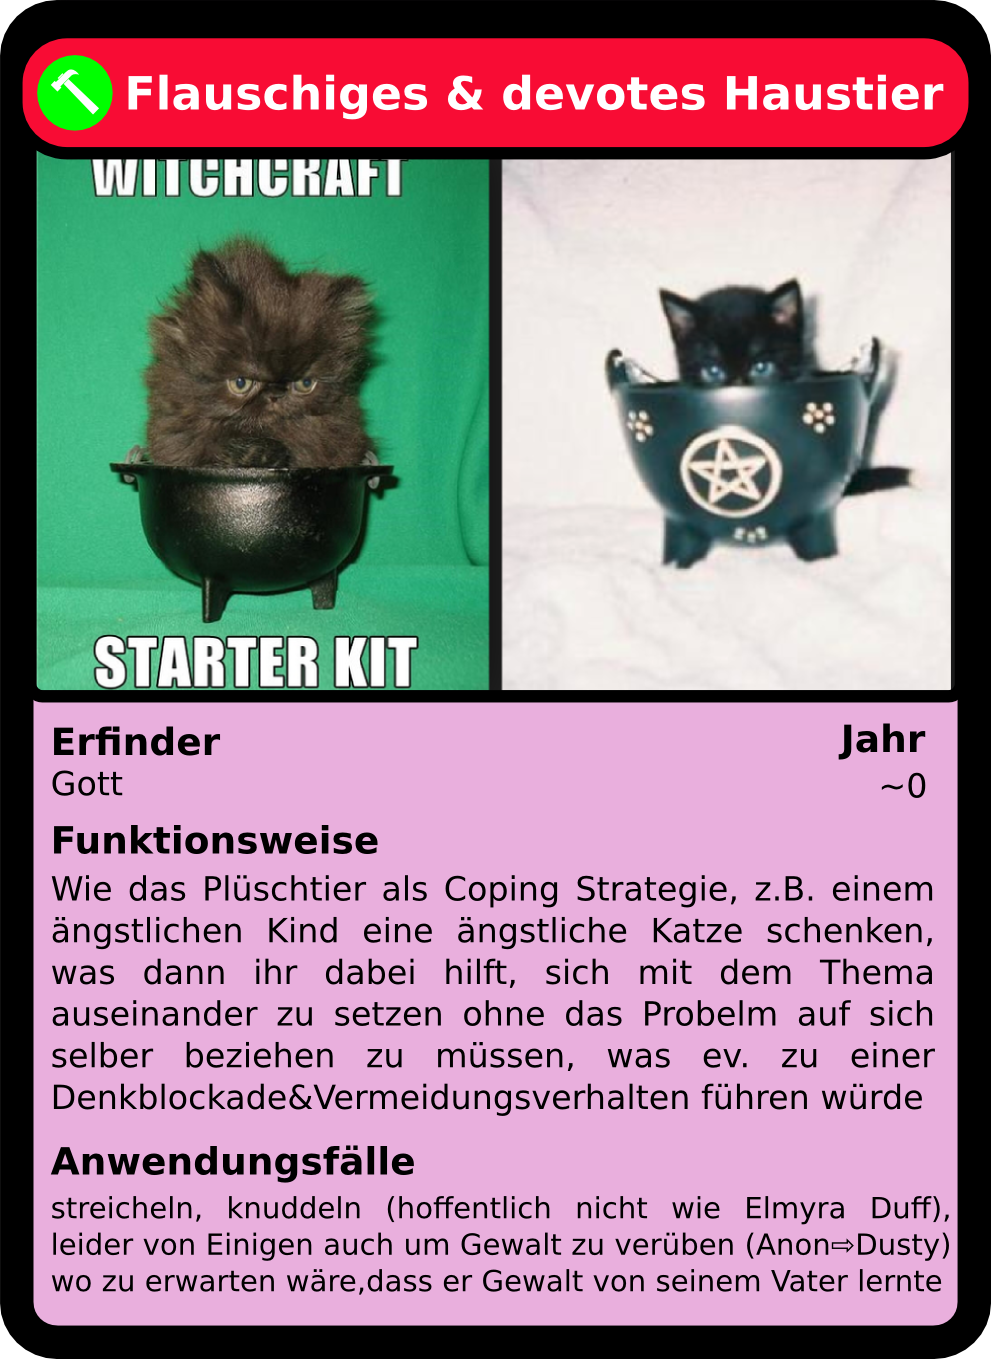 Flauschiges & devotes Haustier
WITCHCRAFT
STARTER KIT
Erfinder
Gott
Jahr
~0
Funktionsweise
Wie das Plüschtier als Coping Strategie, z.B. einem
ängstlichen Kind eine ängstliche Katze schenken,
was dann ihr dabei hilft, sich mit dem Thema
auseinander zu setzen ohne das Probelm auf sich
selber beziehen zu müssen, was ev. zu einer
Denkblockade&Vermeidungsverhalten führen würde
Anwendungsfälle
streicheln, knuddeln (hoffentlich nicht wie Elmyra Duff),
leider von Einigen auch um Gewalt zu verüben (Anon⇨Dusty)
wo zu erwarten wäre,dass er Gewalt von seinem Vater lernte